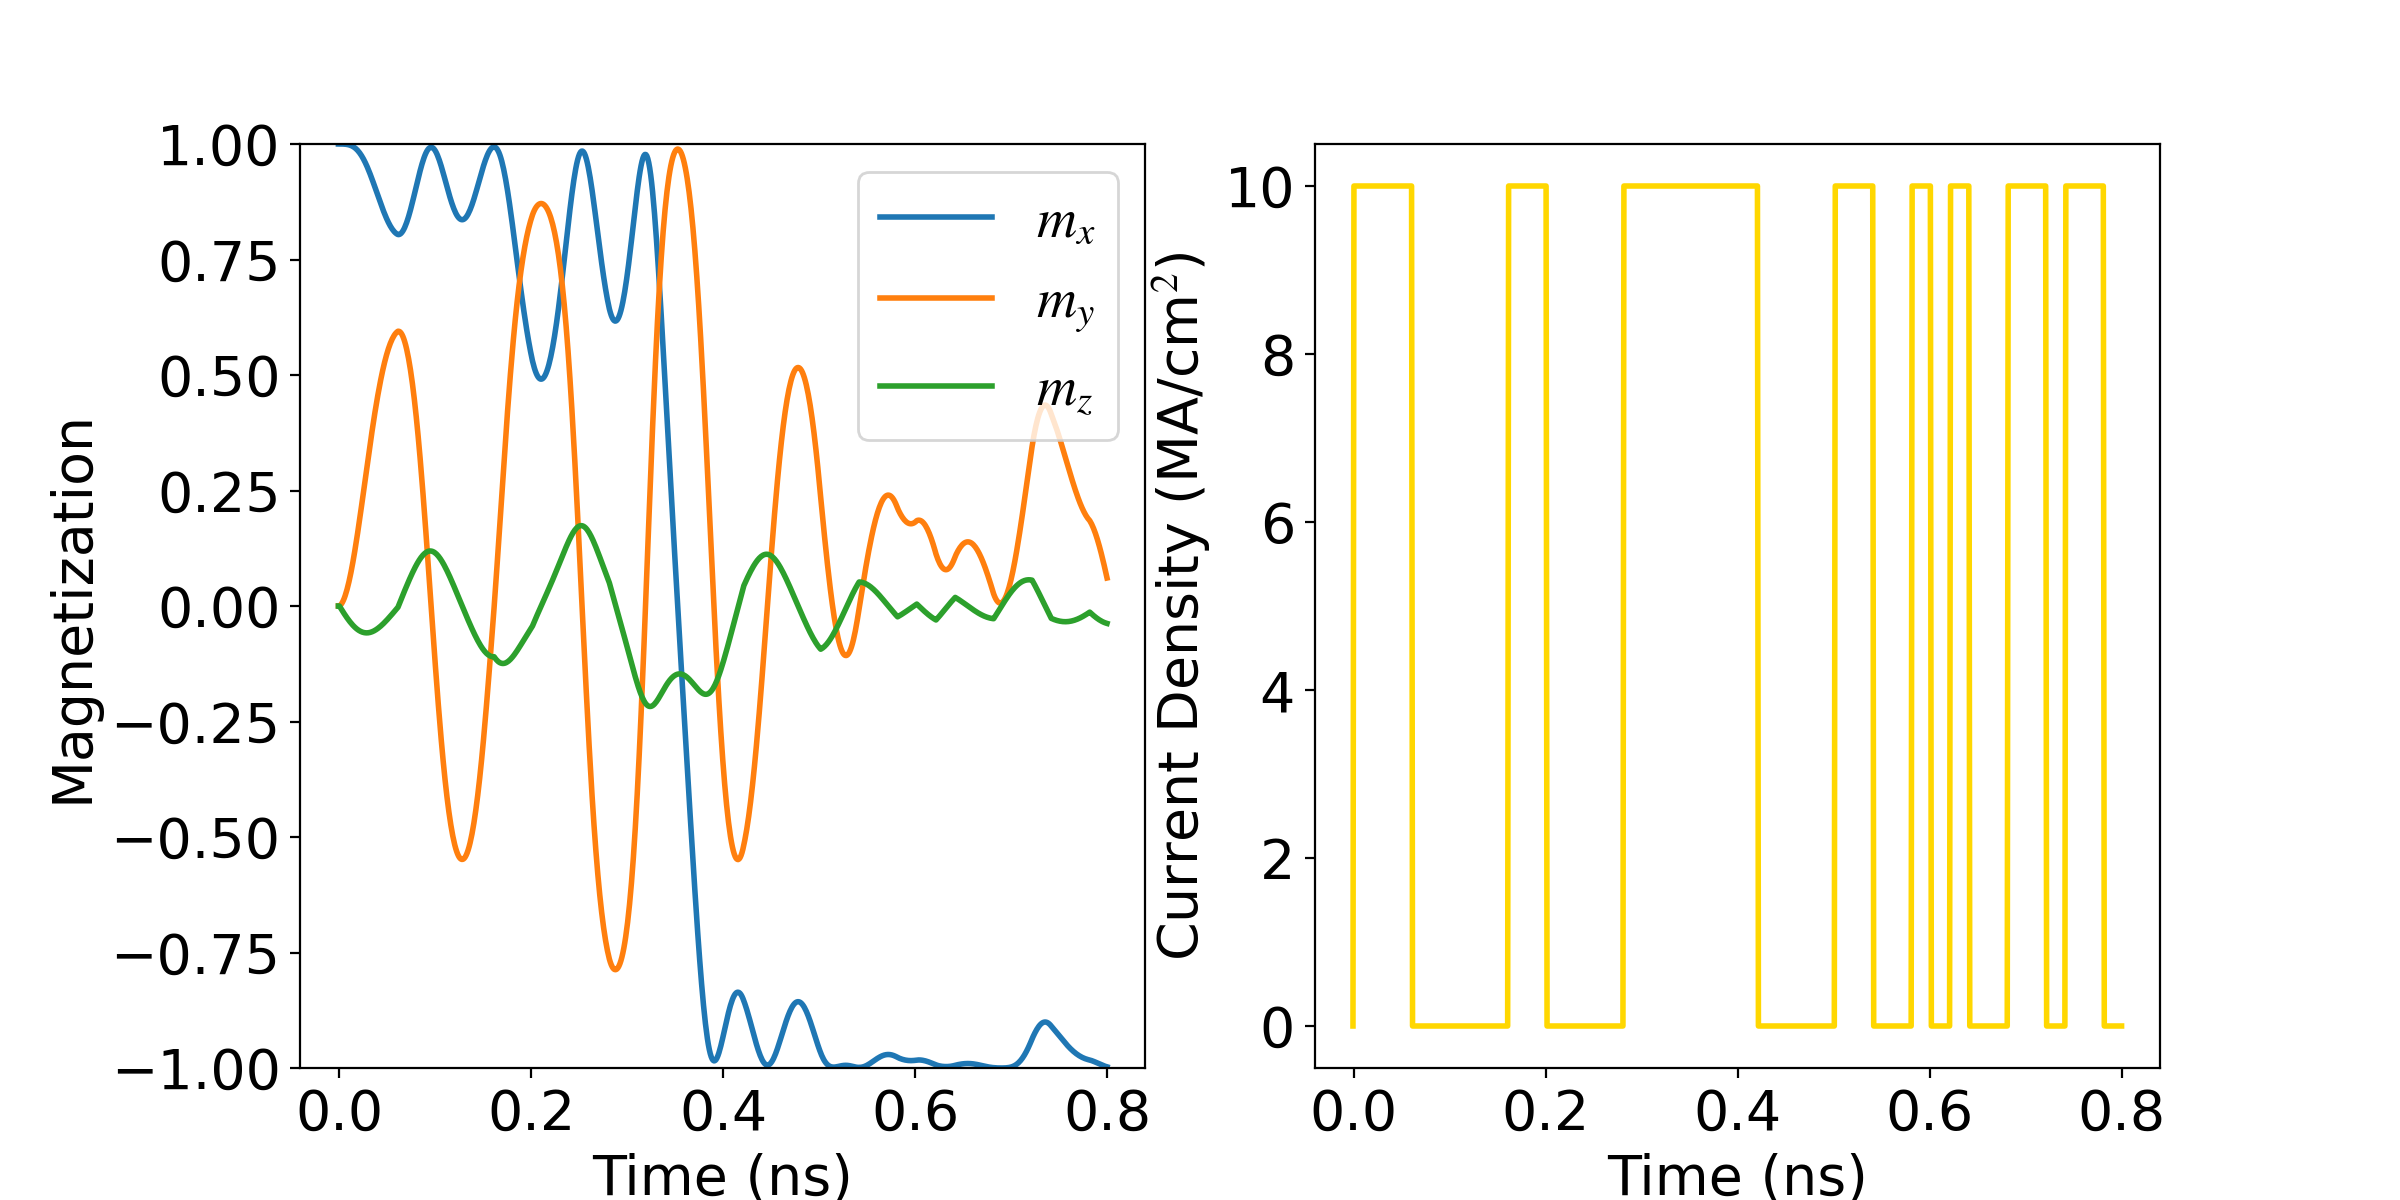 1.00
0.75
0.50
0.25
0.00
−0.25
−0.50
−0.75
−1.00
0.0 0.2 0.4 0.6 0.8
Time (ns)
Magnetization
m_x
m_y
m_z
10
8
6
4
2
0
0.0 0.2 0.4 0.6 0.8
Time (ns)
Current Density (MA/cm²)